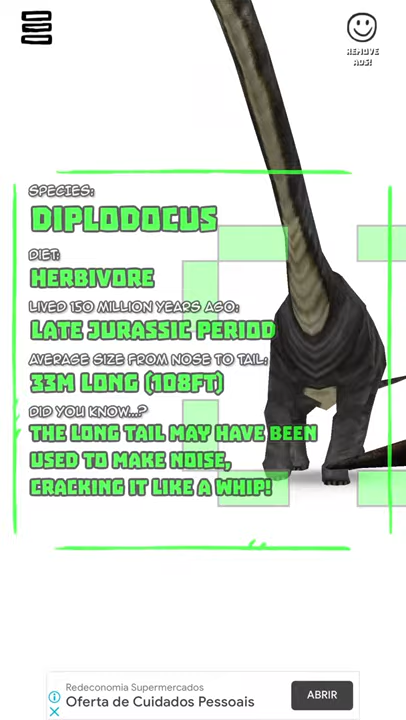 REMOVE
ADS!
SPECIES:
DIPLODOCUS
DIET:
HERBIVORE
LIVED 150 MILLION YEARS AGO:
LATE JURASSIC PERIOD
AVERAGE SIZE FROM NOSE TO TAIL:
33M LONG (108FT)
DID YOU KNOW...?
THE LONG TAIL MAY HAVE BEEN
USED TO MAKE NOISE,
CRACKING IT LIKE A WHIP!
Redeconomia Supermercados
Oferta de Cuidados Pessoais
ABRIR